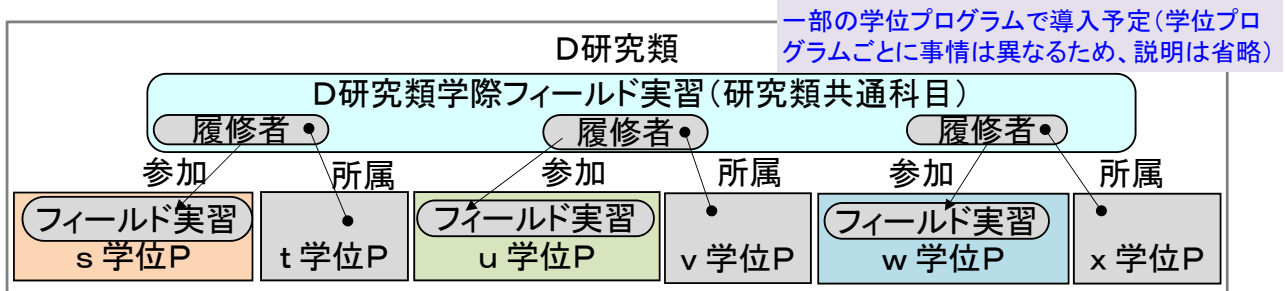 一部の学位プログラムで導入予定(学位プロ
グラムごとに事情は異なるため、説明は省略)
D研究類
D研究類学際フィールド実習(研究類共通科目)
履修者 履修者 履修者
参加 所属 参加 所属 参加 所属
フィールド実習 フィールド実習 フィールド実習
s 学位P t 学位P u 学位P v 学位P w 学位P x 学位P